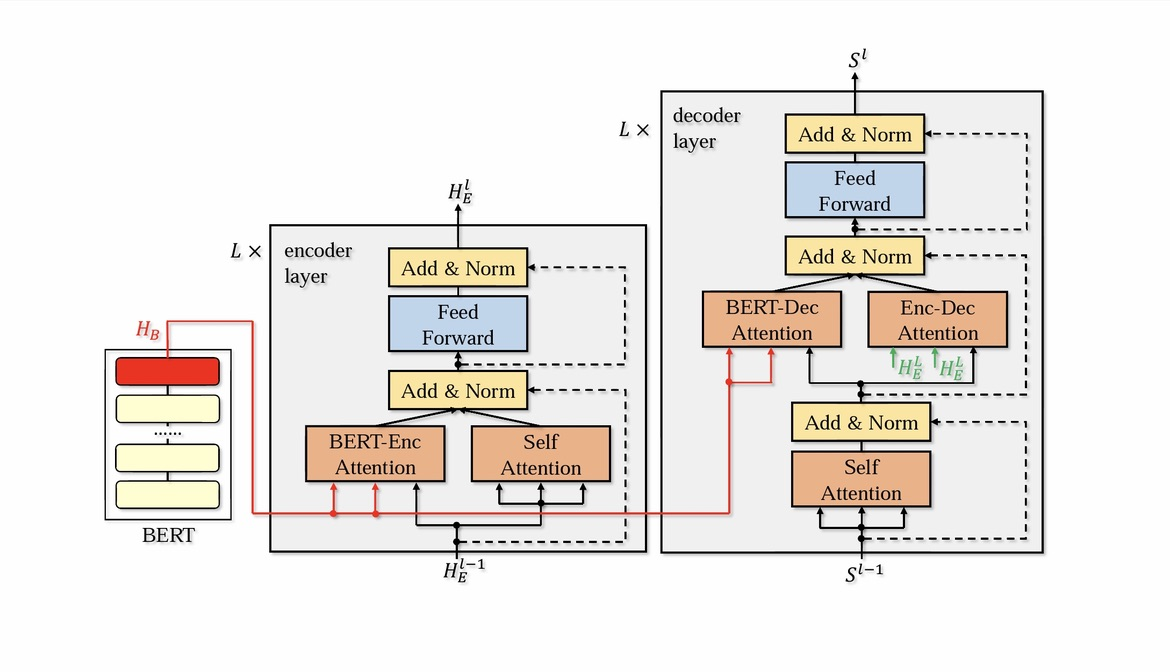 H_B
BERT
L ×
encoder
layer
H_E^l
Add & Norm
Feed
Forward
Add & Norm
BERT-Enc
Attention
Self
Attention
H_E^{l-1}
L ×
decoder
layer
S^l
Add & Norm
Feed
Forward
Add & Norm
BERT-Dec
Attention
Enc-Dec
Attention
H_E^L H_E^L
Add & Norm
Self
Attention
S^{l-1}
......